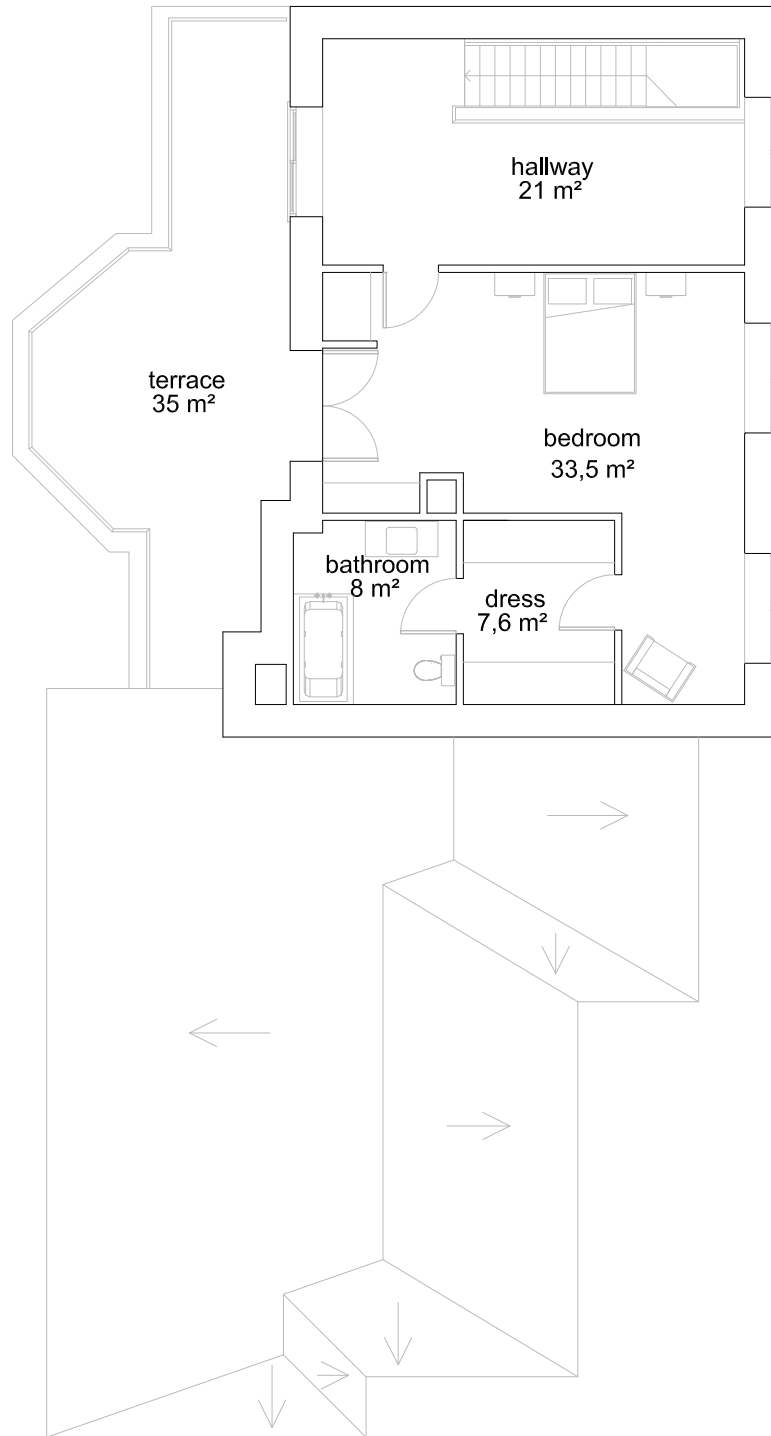 hallway
21 m²
terrace
35 m²
bedroom
33,5 m²
bathroom
8 m²
dress
7,6 m²